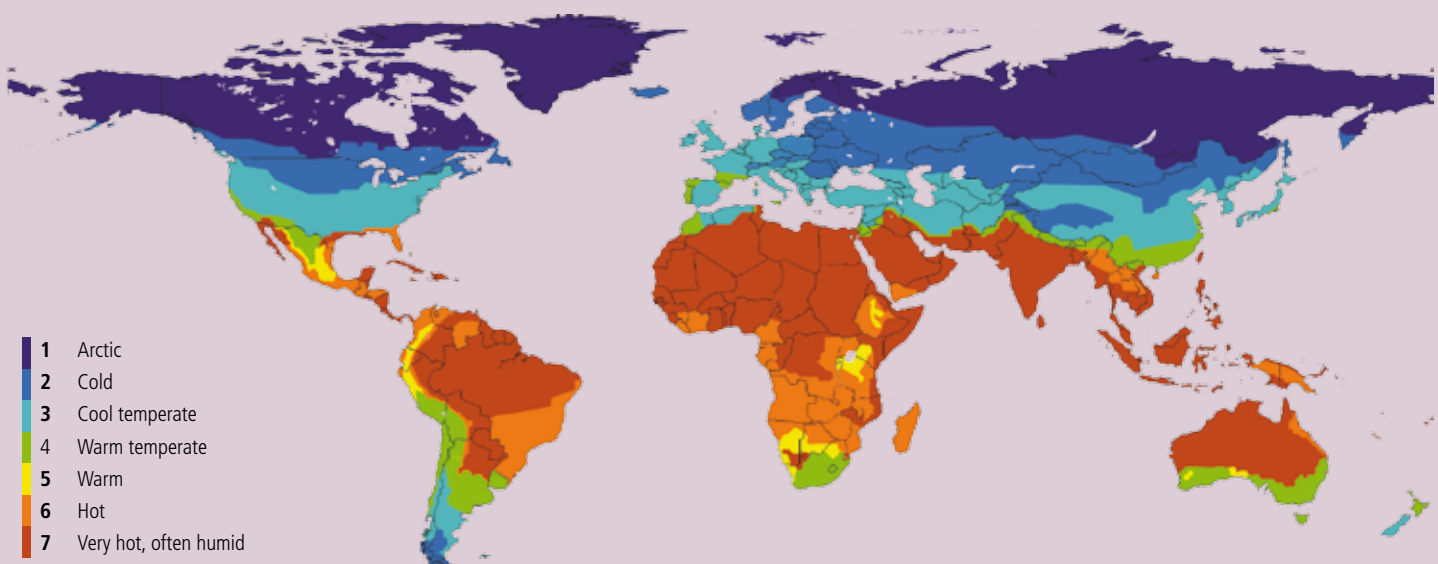 1 Arctic
2 Cold
3 Cool temperate
4 Warm temperate
5 Warm
6 Hot
7 Very hot, often humid